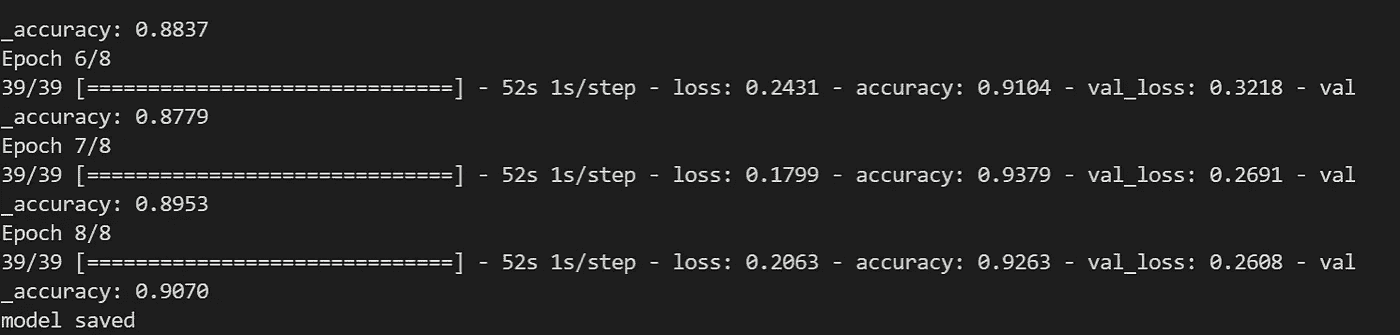 _accuracy: 0.8837
Epoch 6/8
39/39 [==============================] - 52s 1s/step - loss: 0.2431 - accuracy: 0.9104 - val_loss: 0.3218 - val
_accuracy: 0.8779
Epoch 7/8
39/39 [==============================] - 52s 1s/step - loss: 0.1799 - accuracy: 0.9379 - val_loss: 0.2691 - val
_accuracy: 0.8953
Epoch 8/8
39/39 [==============================] - 52s 1s/step - loss: 0.2063 - accuracy: 0.9263 - val_loss: 0.2608 - val
_accuracy: 0.9070
model saved